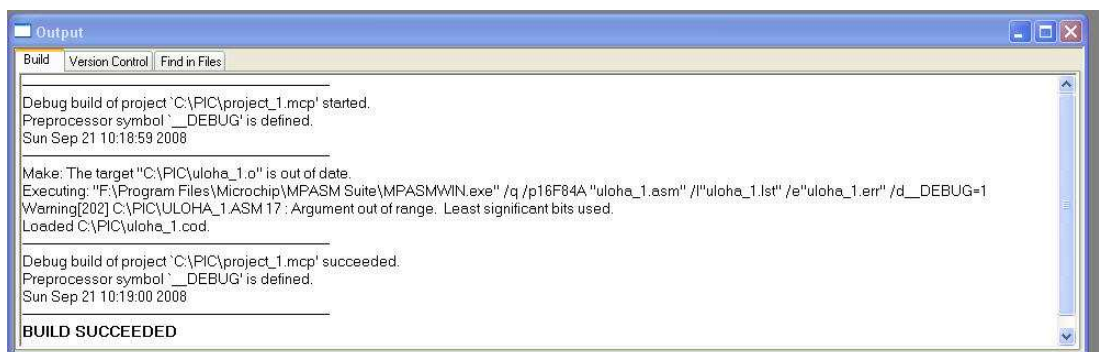 Output
Build Version Control Find in Files
Debug build of project `C:\PIC\project_1.mcp' started.
Preprocessor symbol `__DEBUG' is defined.
Sun Sep 21 10:18:59 2008
Make: The target "C:\PIC\uloha_1.o" is out of date.
Executing: "F:\Program Files\Microchip\MPASM Suite\MPASMWIN.exe" /q /p16F84A "uloha_1.asm" /l"uloha_1.lst" /e"uloha_1.err" /d__DEBUG=1
Warning[202] C:\PIC\ULOHA_1.ASM 17 : Argument out of range. Least significant bits used.
Loaded C:\PIC\uloha_1.cod.
Debug build of project `C:\PIC\project_1.mcp' succeeded.
Preprocessor symbol `__DEBUG' is defined.
Sun Sep 21 10:19:00 2008
BUILD SUCCEEDED